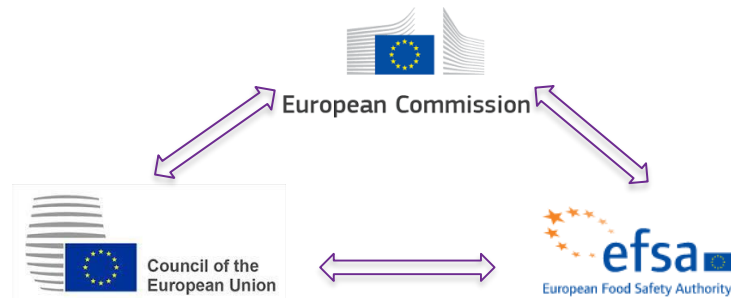 European Commission
Council of the
European Union
efsa
European Food Safety Authority